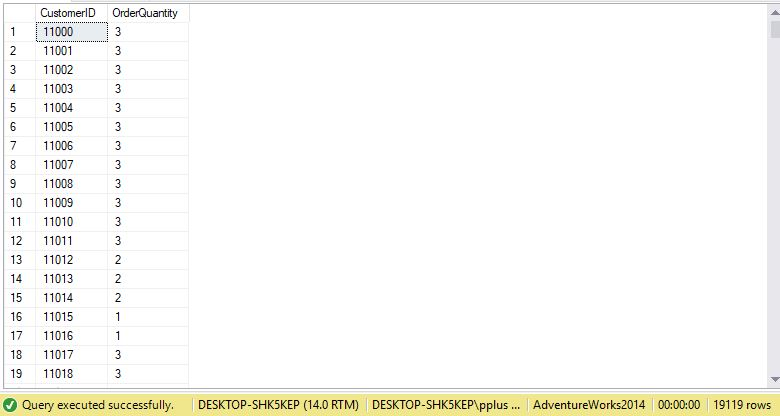 CustomerID OrderQuantity
1 11000 3
2 11001 3
3 11002 3
4 11003 3
5 11004 3
6 11005 3
7 11006 3
8 11007 3
9 11008 3
10 11009 3
11 11010 3
12 11011 3
13 11012 2
14 11013 2
15 11014 2
16 11015 1
17 11016 1
18 11017 3
19 11018 3
Query executed successfully. DESKTOP-SHK5KEP (14.0 RTM) DESKTOP-SHK5KEP\pplus ... AdventureWorks2014 00:00:00 19119 rows